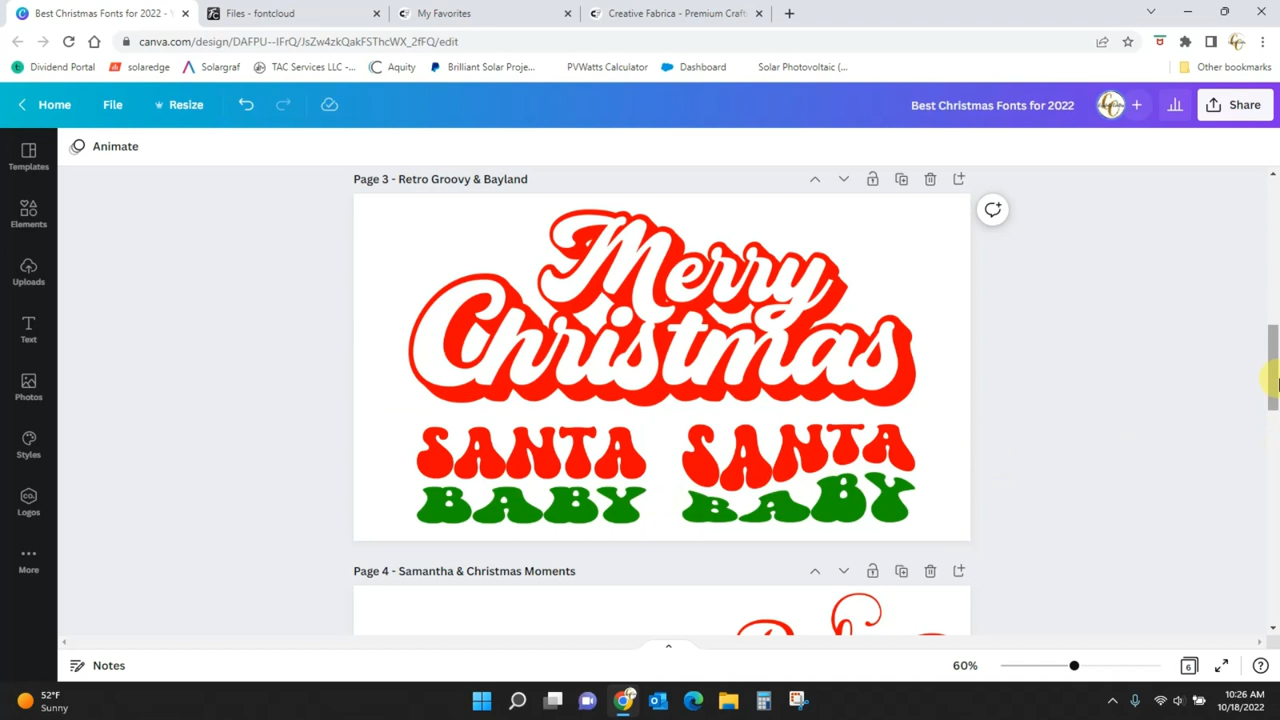 Best Christmas Fonts for 2022 - Y
Files - fontcloud
My Favorites
Creative Fabrica - Premium Craft
canva.com/design/DAFPU--IFrQ/JsZw4zkQakFSThcWX_2fFQ/edit
Dividend Portal
solaredge
Solargraf
TAC Services LLC -...
Aquity
Brilliant Solar Proje...
PVWatts Calculator
Dashboard
Solar Photovoltaic (...
Other bookmarks
Home
File
Resize
Best Christmas Fonts for 2022
Share
Templates
Elements
Uploads
Text
Photos
Styles
CO.
Logos
More
Animate
Page 3 - Retro Groovy & Bayland
Merry
Christmas
SANTA SANTA
BABY BABY
Page 4 - Samantha & Christmas Moments
Notes
60%
6
52°F
Sunny
10:26 AM
10/18/2022